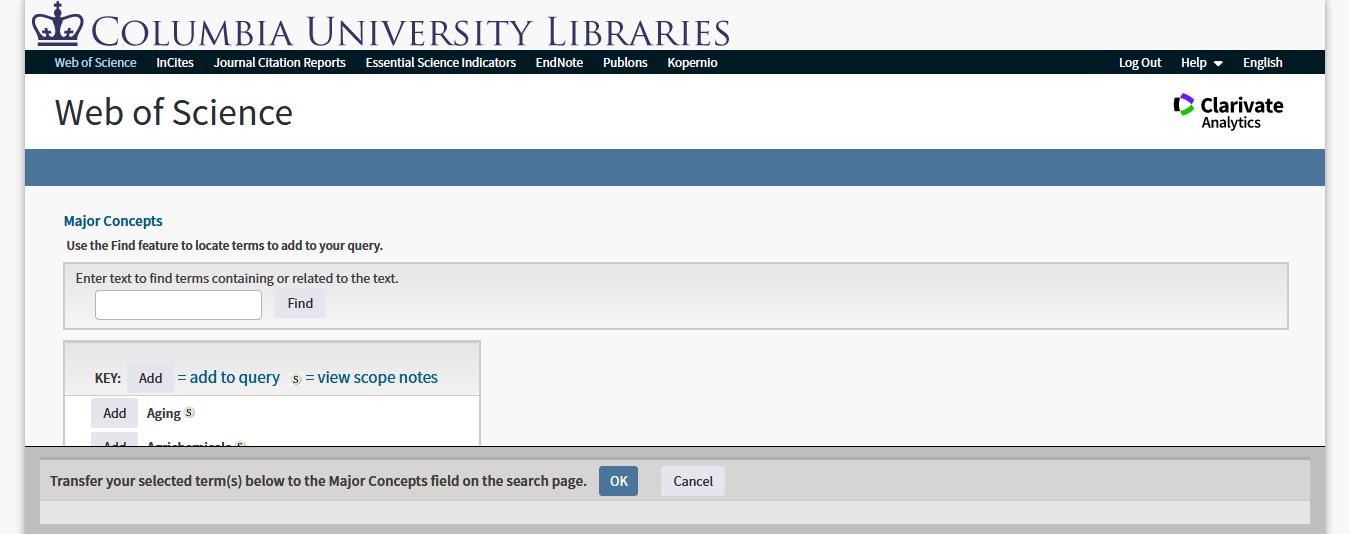 COLUMBIA UNIVERSITY LIBRARIES
Web of Science InCites Journal Citation Reports Essential Science Indicators EndNote Publons Kopernio Log Out Help English
Web of Science
Clarivate
Analytics
Major Concepts
Use the Find feature to locate terms to add to your query.
Enter text to find terms containing or related to the text.
Find
KEY: Add = add to query S = view scope notes
Add Aging S
Add Agrichemicals S
Transfer your selected term(s) below to the Major Concepts field on the search page. OK Cancel